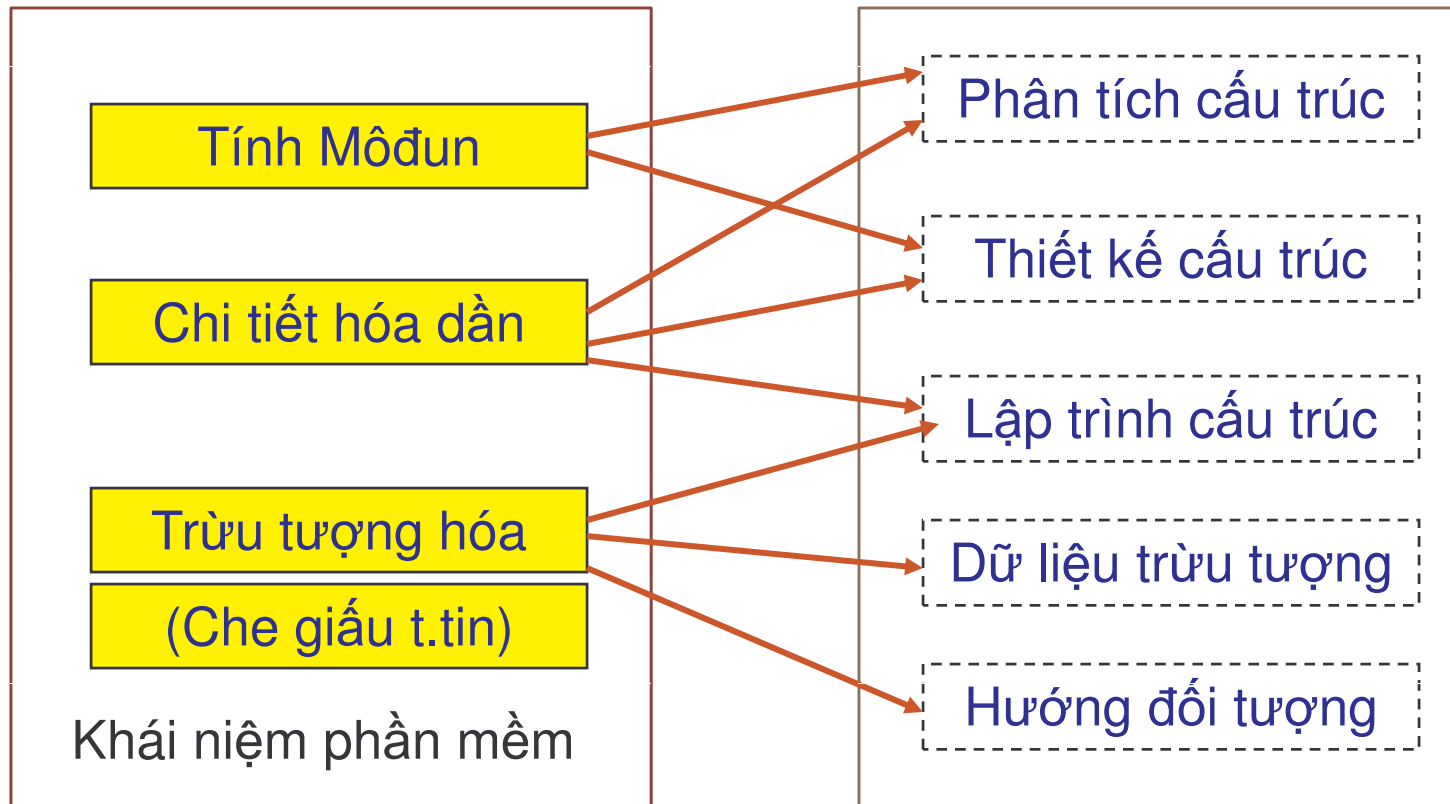 Tính Môđun
Chi tiết hóa dần
Trừu tượng hóa
(Che giấu t.tin)
Khái niệm phần mềm
Phân tích cấu trúc
Thiết kế cấu trúc
Lập trình cấu trúc
Dữ liệu trừu tượng
Hướng đối tượng